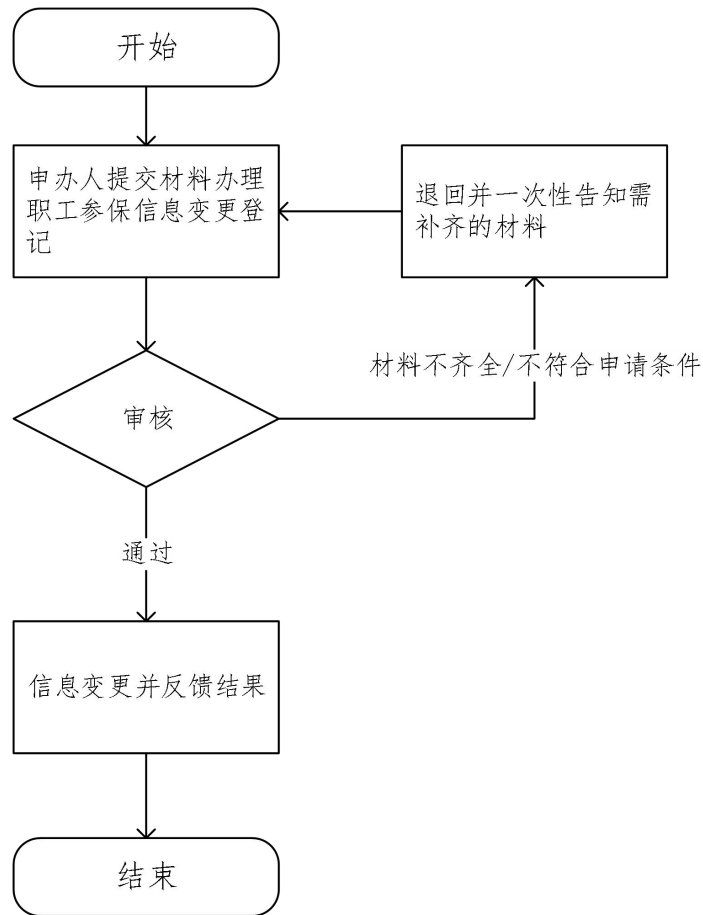 开始
申办人提交材料办理
职工参保信息变更登
记
退回并一次性告知需
补齐的材料
材料不齐全/不符合申请条件
审核
通过
信息变更并反馈结果
结束